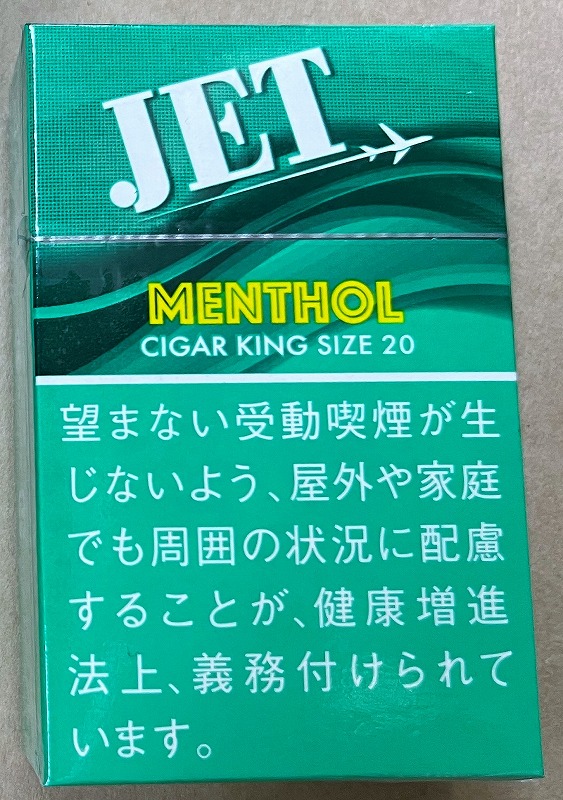 JET
MENTHOL
CIGAR KING SIZE 20
望まない受動喫煙が生
じないよう、屋外や家庭
でも周囲の状況に配慮
することが、健康増進
法上、義務付けられて
います。